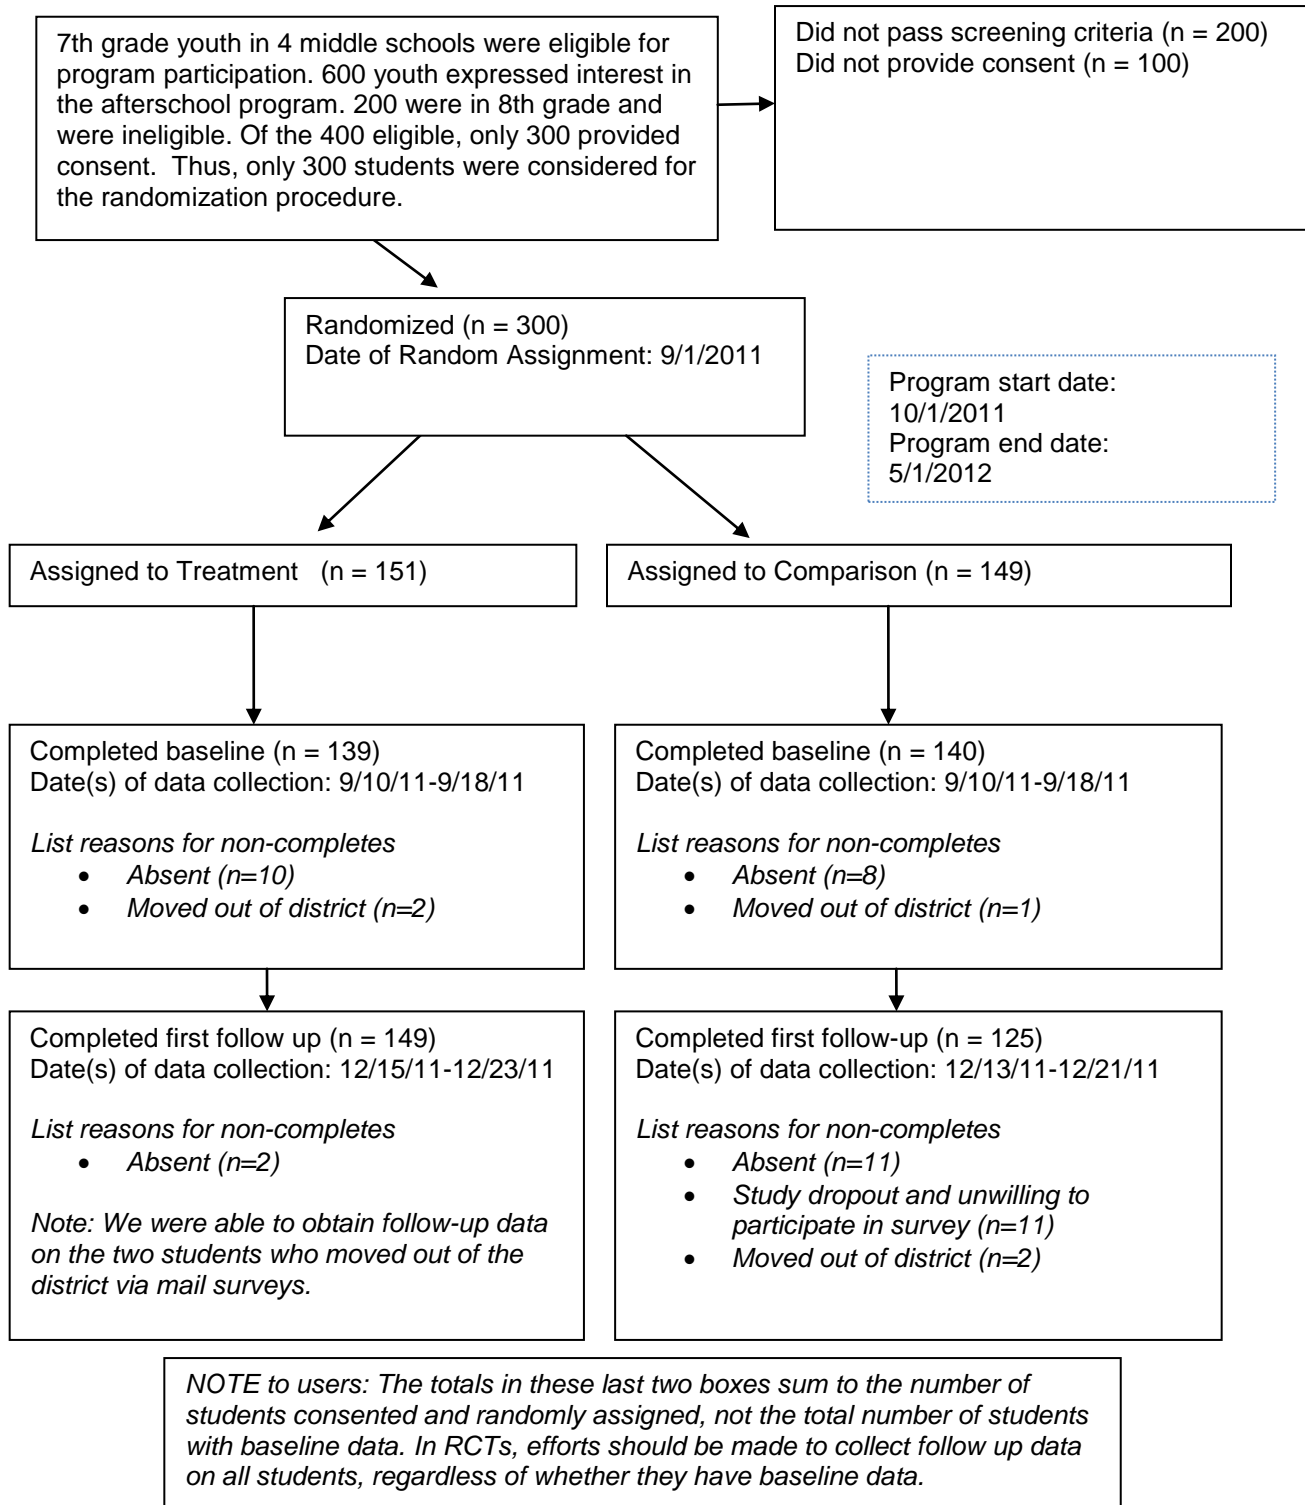 7th grade youth in 4 middle schools were eligible for
program participation. 600 youth expressed interest in
the afterschool program. 200 were in 8th grade and
were ineligible. Of the 400 eligible, only 300 provided
consent.  Thus, only 300 students were considered for
the randomization procedure.
Did not pass screening criteria (n = 200)
Did not provide consent (n = 100)
Randomized (n = 300)
Date of Random Assignment: 9/1/2011
Program start date:
10/1/2011
Program end date:
5/1/2012
Assigned to Treatment   (n = 151)
Assigned to Comparison (n = 149)
Completed baseline (n = 139)
Date(s) of data collection: 9/10/11-9/18/11
List reasons for non-completes
• Absent (n=10)
• Moved out of district (n=2)
Completed baseline (n = 140)
Date(s) of data collection: 9/10/11-9/18/11
List reasons for non-completes
• Absent (n=8)
• Moved out of district (n=1)
Completed first follow up (n = 149)
Date(s) of data collection: 12/15/11-12/23/11
List reasons for non-completes
• Absent (n=2)
Note: We were able to obtain follow-up data
on the two students who moved out of the
district via mail surveys.
Completed first follow-up (n = 125)
Date(s) of data collection: 12/13/11-12/21/11
List reasons for non-completes
• Absent (n=11)
• Study dropout and unwilling to
participate in survey (n=11)
• Moved out of district (n=2)
NOTE to users: The totals in these last two boxes sum to the number of
students consented and randomly assigned, not the total number of students
with baseline data. In RCTs, efforts should be made to collect follow up data
on all students, regardless of whether they have baseline data.